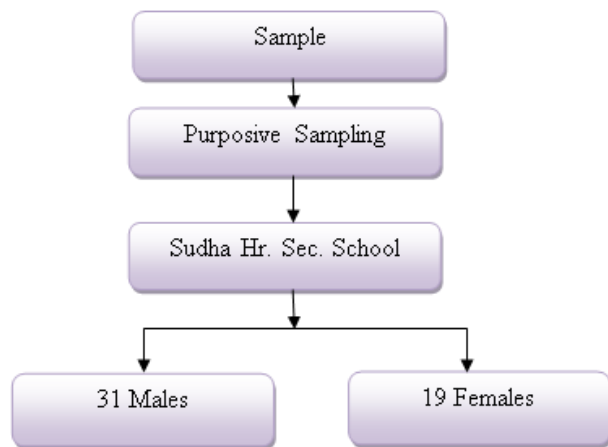 Sample
Purposive Sampling
Sudha Hr. Sec. School
31 Males
19 Females